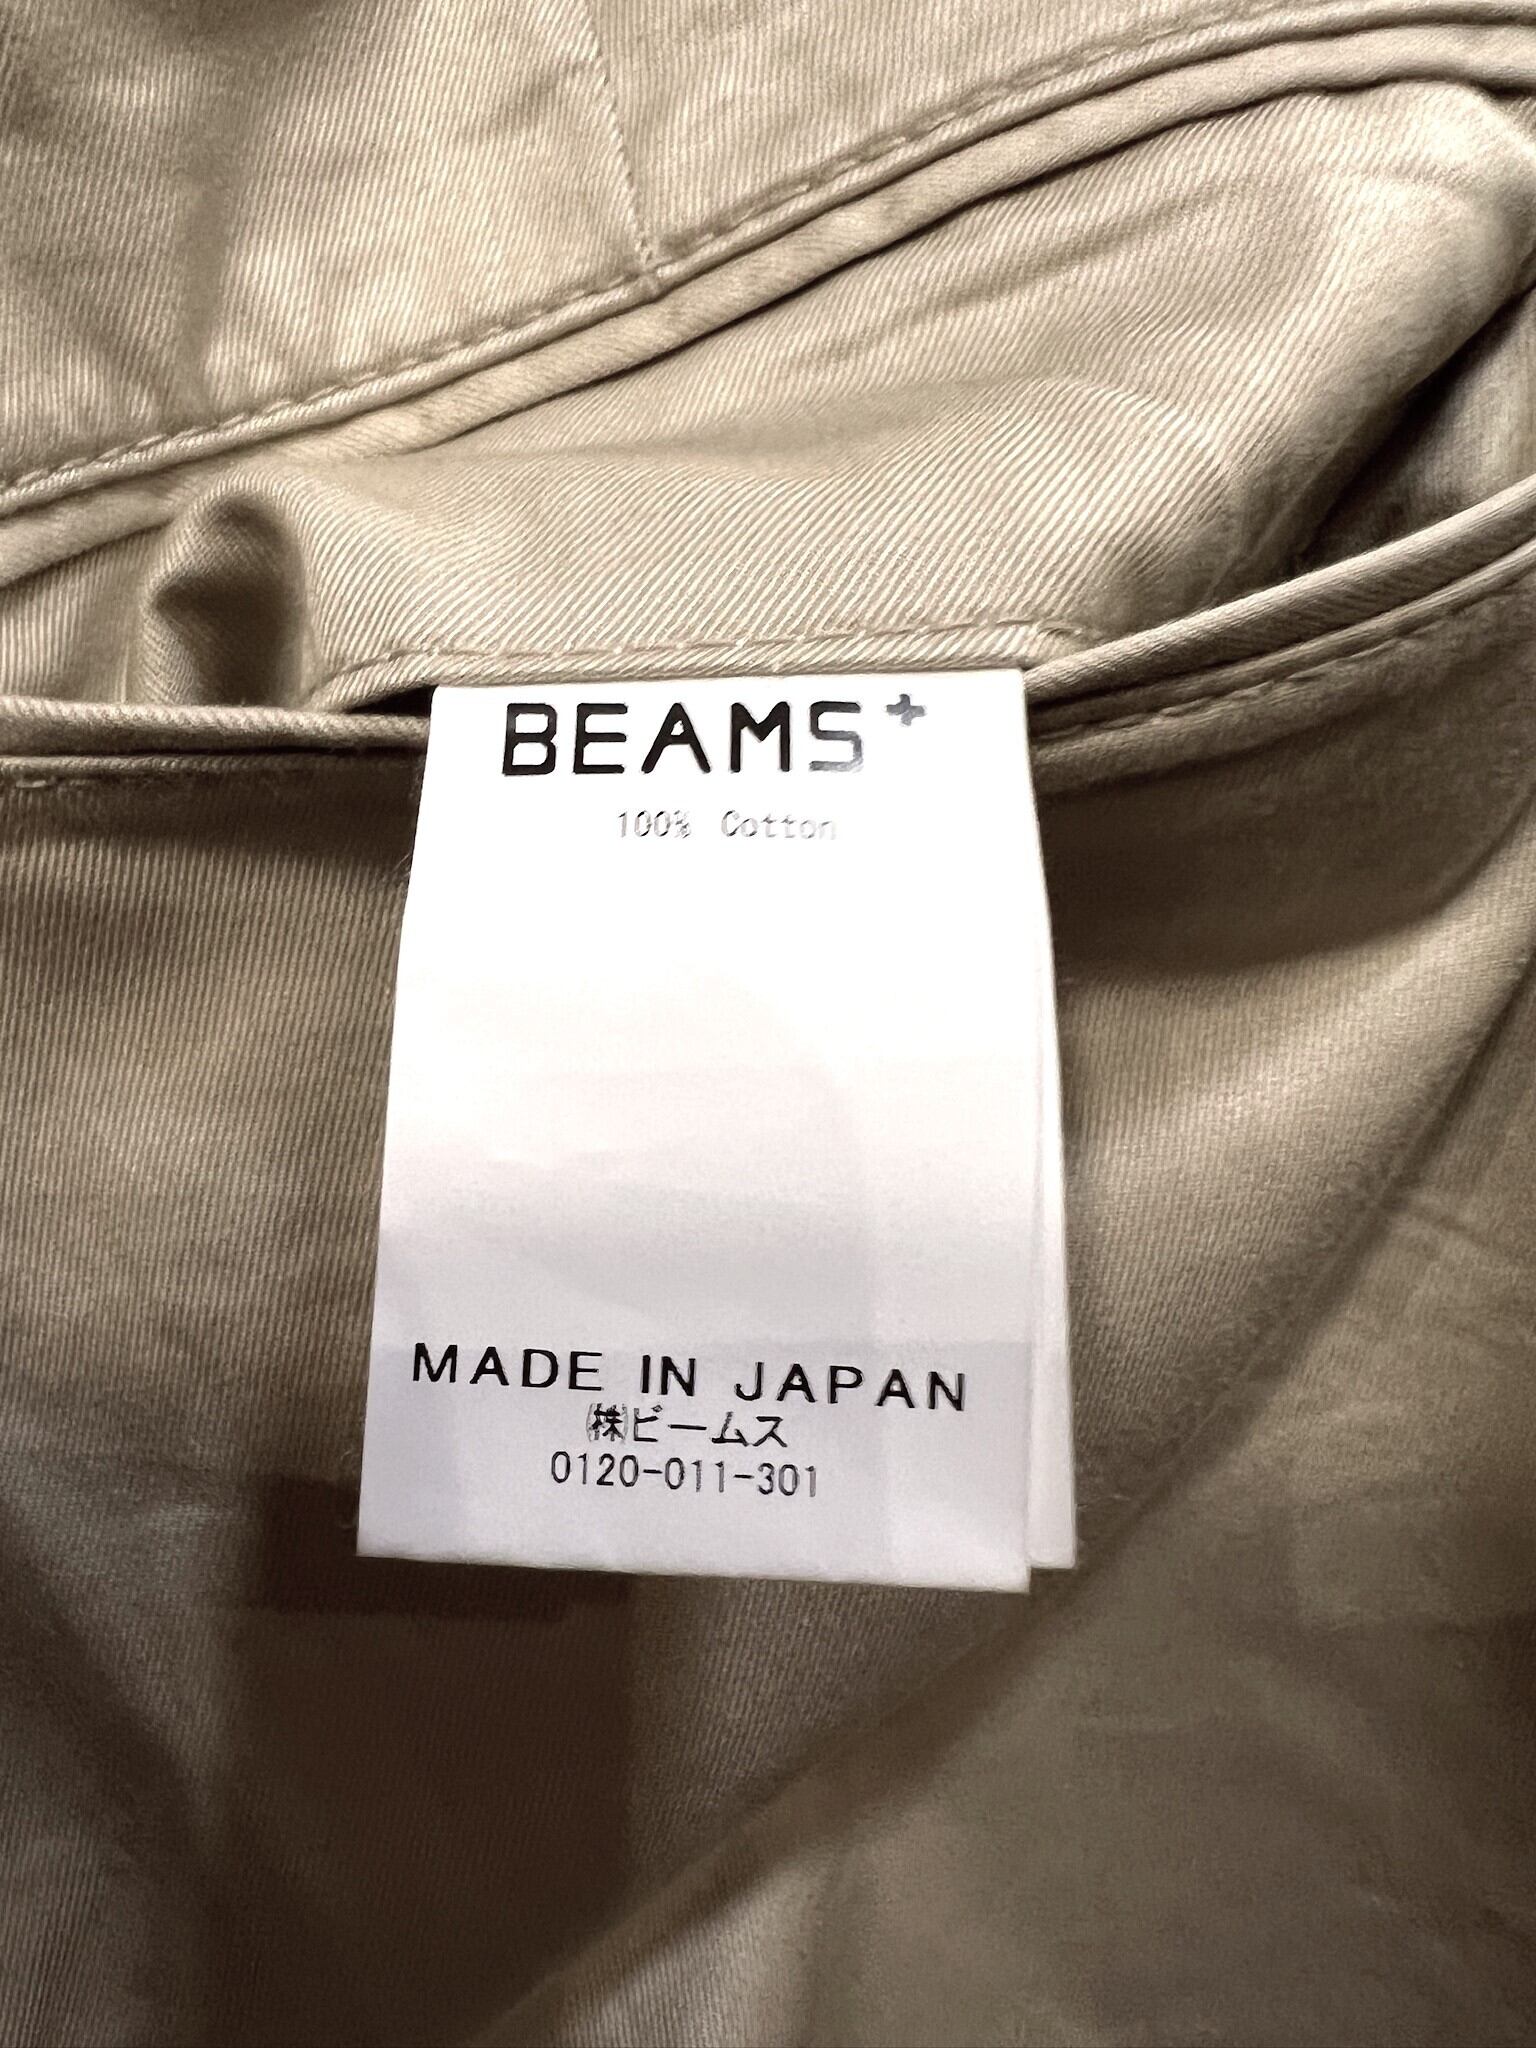 BEAMS+
100% Cotton
MADE IN JAPAN
㈱ビームス
0120-011-301